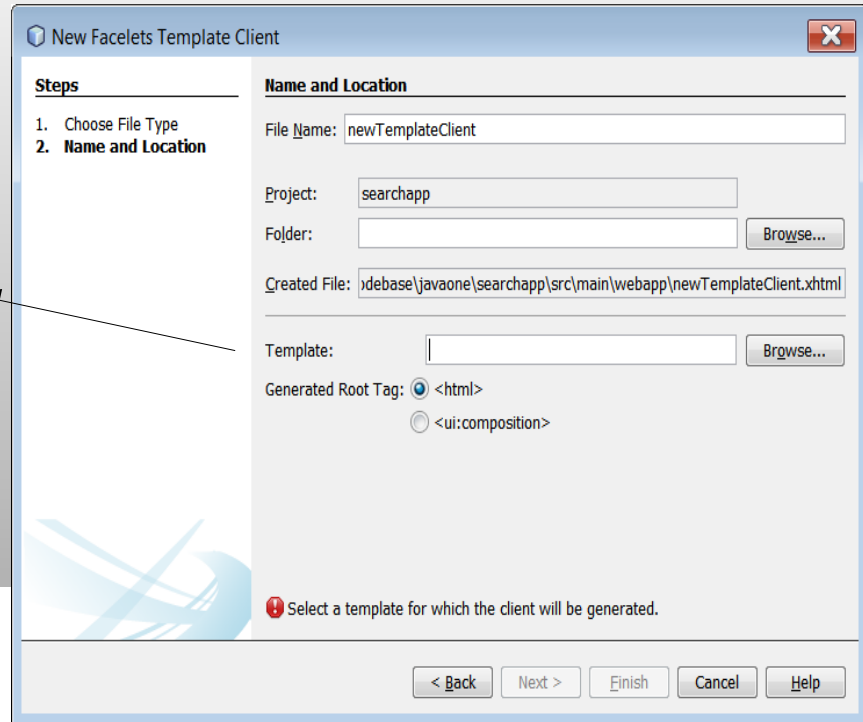 New Facelets Template Client
Steps
1. Choose File Type
2. Name and Location
Name and Location
File Name: newTemplateClient
Project: searchapp
Folder: Browse...
Created File: odebase\javaone\searchapp\src\main\webapp\newTemplateClient.xhtml
Template: Browse...
Generated Root Tag: <html>
<ui:composition>
Select a template for which the client will be generated.
< Back Next > Finish Cancel Help